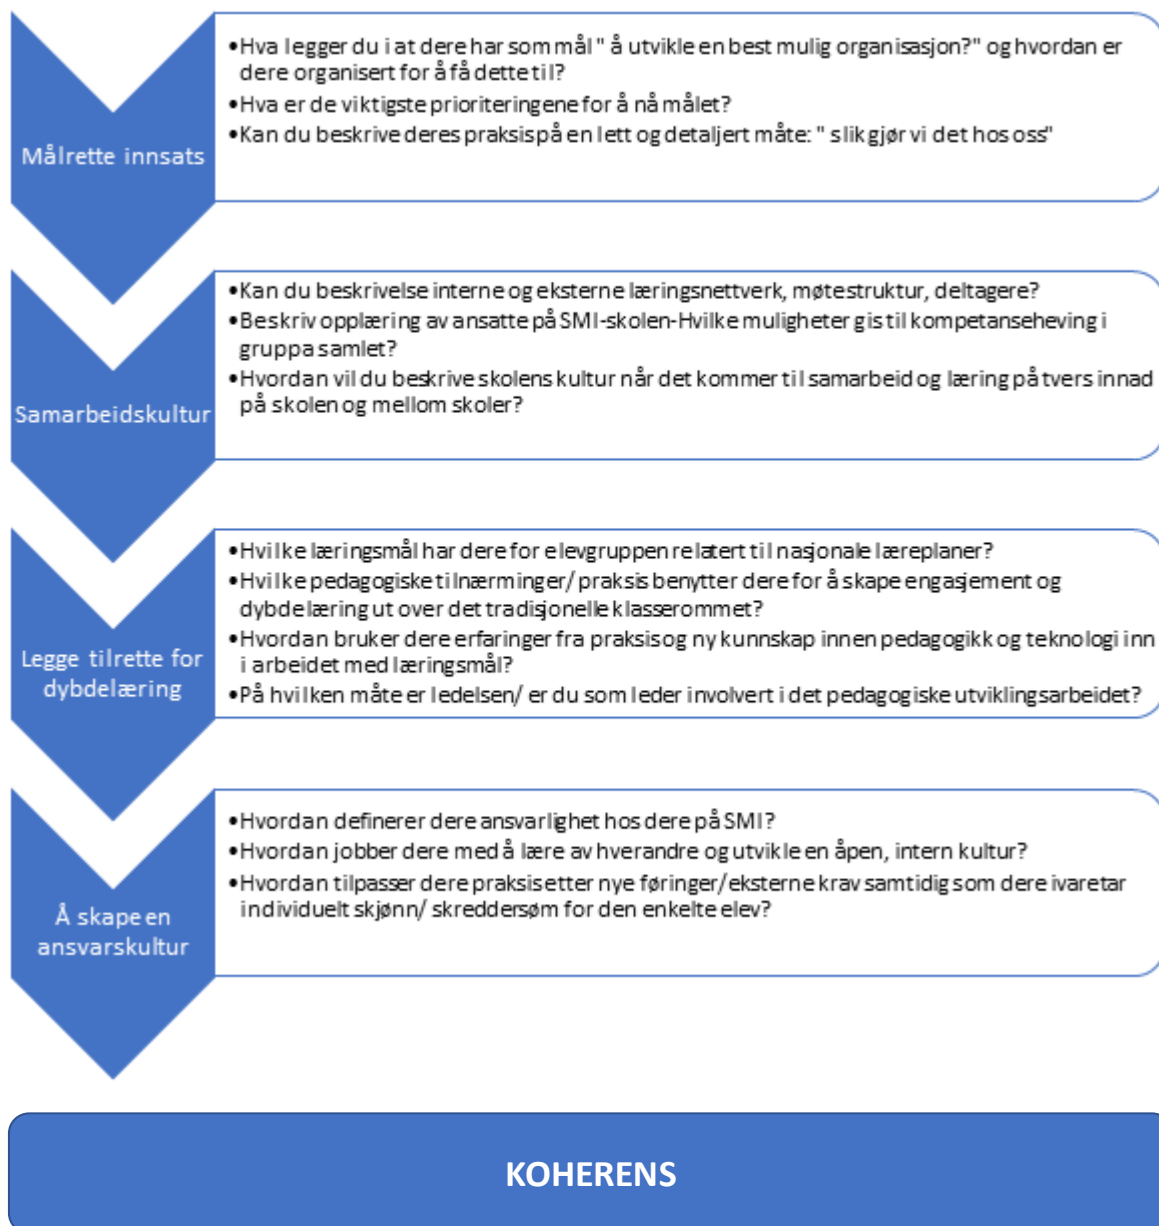 Målrette innsats
•Hva legger du i at dere har som mål " å utvikle en best mulig organisasjon?" og hvordan er
dere organisert for å få dette til?
•Hva er de viktigste prioriteringene for å nå målet?
•Kan du beskrive deres praksis på en lett og detaljert måte: " slik gjør vi det hos oss"
Samarbeidskultur
•Kan du beskrivelse interne og eksterne læringsnettverk, møtestruktur, deltagere?
•Beskriv opplæring av ansatte på SMI-skolen-Hvilke muligheter gis til kompetanseheving i
gruppa samlet?
•Hvordan vil du beskrive skolens kultur når det kommer til samarbeid og læring på tvers innad
på skolen og mellom skoler?
Legge tilrette for
dybdelæring
•Hvilke læringsmål har dere for elevgruppen relatert til nasjonale læreplaner?
•Hvilke pedagogiske tilnærminger/ praksis benytter dere for å skape engasjement og
dybdelæring ut over det tradisjonelle klasserommet?
•Hvordan bruker dere erfaringer fra praksis og ny kunnskap innen pedagogikk og teknologi inn
i arbeidet med læringsmål?
•På hvilken måte er ledelsen/ er du som leder involvert i det pedagogiske utviklingsarbeidet?
Å skape en
ansvarskultur
•Hvordan definerer dere ansvarlighet hos dere på SMI?
•Hvordan jobber dere med å lære av hverandre og utvikle en åpen, intern kultur?
•Hvordan tilpasser dere praksis etter nye føringer/eksterne krav samtidig som dere ivaretar
individuelt skjønn/ skreddersøm for den enkelte elev?
KOHERENS